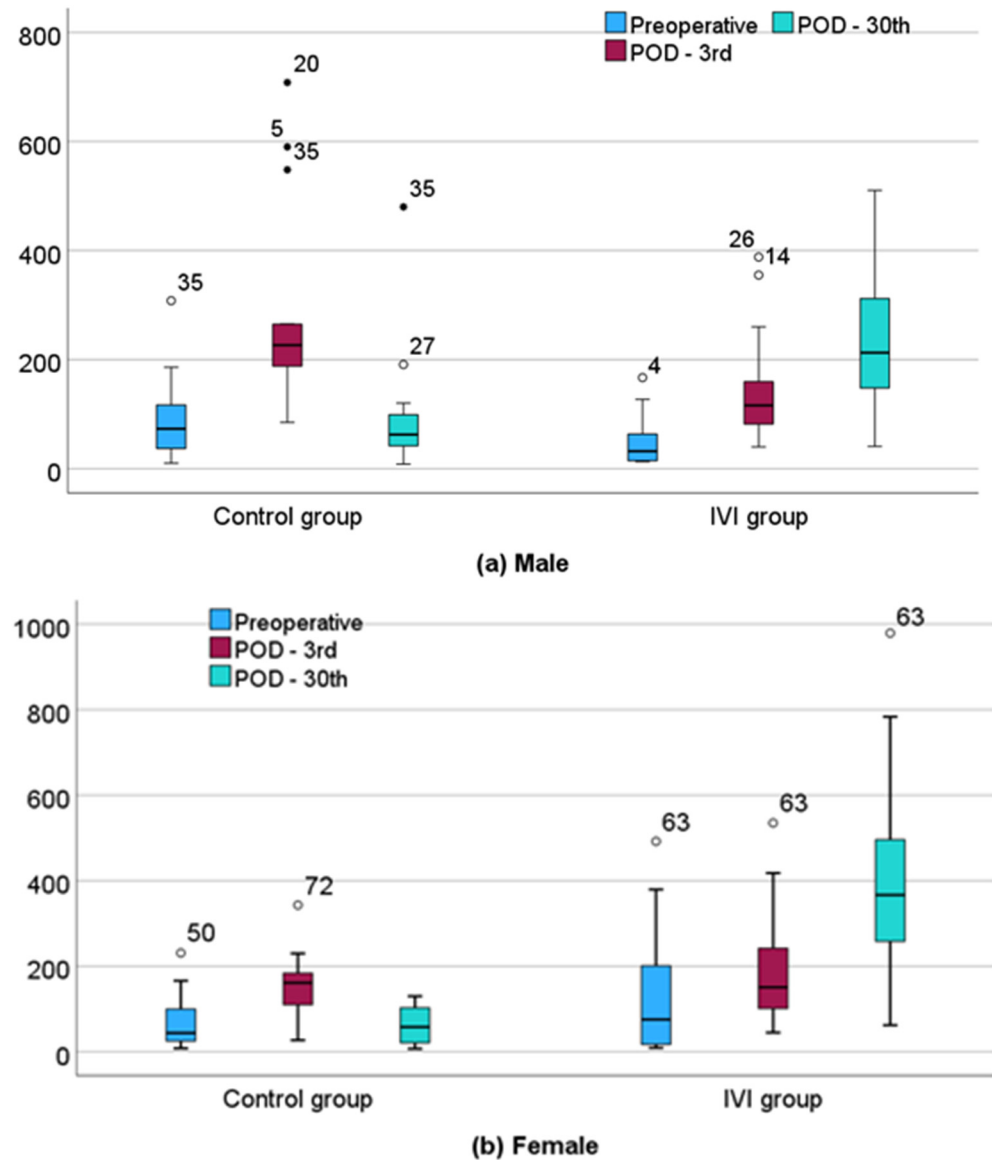 800
Preoperative POD - 30th
POD - 3rd
20
600
5
35
35
400
26
14
35
27
200
4
0
Control group IVI group
(a) Male
1000
Preoperative
POD - 3rd
POD - 30th
63
800
600
63
63
400
72
50
200
0
Control group IVI group
(b) Female